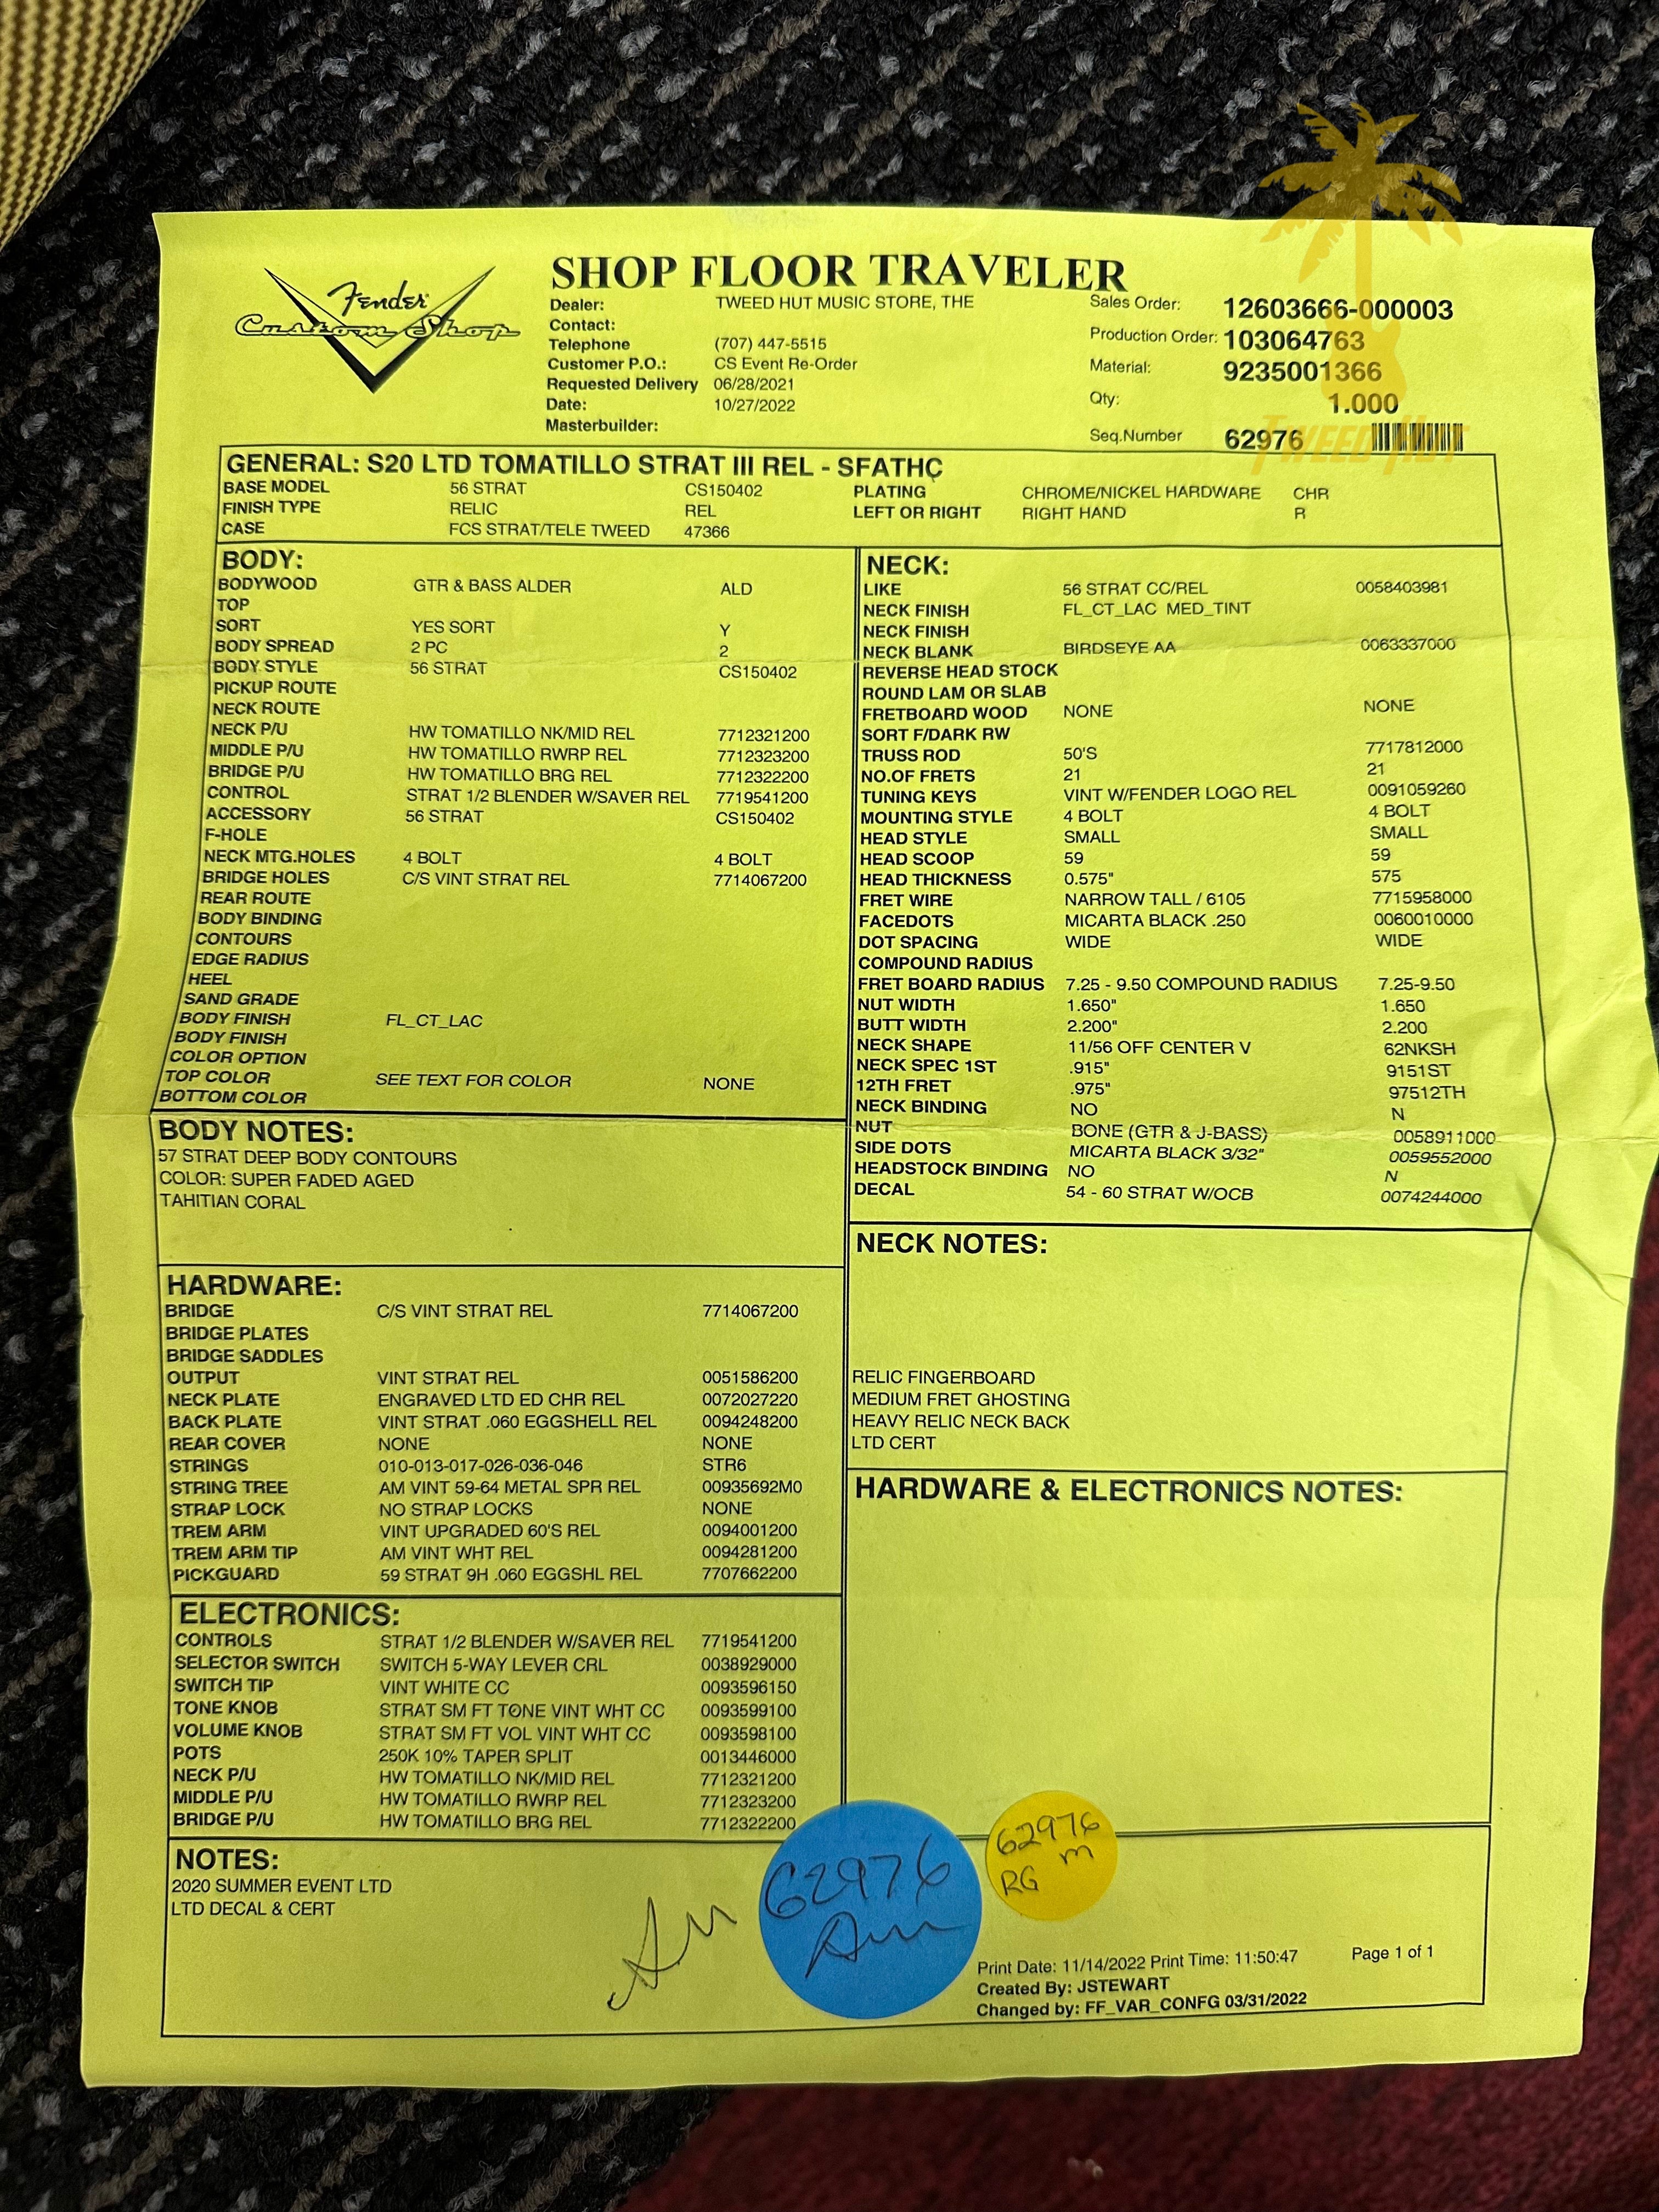 Fender
Custom Shop
SHOP FLOOR TRAVELER
Dealer: TWEED HUT MUSIC STORE, THE
Contact:
Telephone (707) 447-5515
Customer P.O.: CS Event Re-Order
Requested Delivery 06/28/2021
Date: 10/27/2022
Masterbuilder:
Sales Order: 12603666-000003
Production Order: 103064763
Material: 9235001366
Qty: 1.000
Seq.Number 62976
TWEED HUT
GENERAL: S20 LTD TOMATILLO STRAT III REL - SFATHC
BASE MODEL 56 STRAT CS150402 PLATING CHROME/NICKEL HARDWARE CHR
FINISH TYPE RELIC REL LEFT OR RIGHT RIGHT HAND R
CASE FCS STRAT/TELE TWEED 47366
BODY:
BODYWOOD GTR & BASS ALDER ALD
TOP
SORT YES SORT Y
BODY SPREAD 2 PC 2
BODY STYLE 56 STRAT CS150402
PICKUP ROUTE
NECK ROUTE
NECK P/U HW TOMATILLO NK/MID REL 7712321200
MIDDLE P/U HW TOMATILLO RWRP REL 7712323200
BRIDGE P/U HW TOMATILLO BRG REL 7712322200
CONTROL STRAT 1/2 BLENDER W/SAVER REL 7719541200
ACCESSORY 56 STRAT CS150402
F-HOLE
NECK MTG.HOLES 4 BOLT 4 BOLT
BRIDGE HOLES C/S VINT STRAT REL 7714067200
REAR ROUTE
BODY BINDING
CONTOURS
EDGE RADIUS
HEEL
SAND GRADE
BODY FINISH FL_CT_LAC
BODY FINISH
COLOR OPTION
TOP COLOR SEE TEXT FOR COLOR NONE
BOTTOM COLOR
BODY NOTES:
57 STRAT DEEP BODY CONTOURS
COLOR: SUPER FADED AGED
TAHITIAN CORAL
HARDWARE:
BRIDGE C/S VINT STRAT REL 7714067200
BRIDGE PLATES
BRIDGE SADDLES
OUTPUT VINT STRAT REL 0051586200
NECK PLATE ENGRAVED LTD ED CHR REL 0072027220
BACK PLATE VINT STRAT .060 EGGSHELL REL 0094248200
REAR COVER NONE NONE
STRINGS 010-013-017-026-036-046 STR6
STRING TREE AM VINT 59-64 METAL SPR REL 00935692M0
STRAP LOCK NO STRAP LOCKS NONE
TREM ARM VINT UPGRADED 60'S REL 0094001200
TREM ARM TIP AM VINT WHT REL 0094281200
PICKGUARD 59 STRAT 9H .060 EGGSHL REL 7707662200
ELECTRONICS:
CONTROLS STRAT 1/2 BLENDER W/SAVER REL 7719541200
SELECTOR SWITCH SWITCH 5-WAY LEVER CRL 0038929000
SWITCH TIP VINT WHITE CC 0093596150
TONE KNOB STRAT SM FT TONE VINT WHT CC 0093599100
VOLUME KNOB STRAT SM FT VOL VINT WHT CC 0093598100
POTS 250K 10% TAPER SPLIT 0013446000
NECK P/U HW TOMATILLO NK/MID REL 7712321200
MIDDLE P/U HW TOMATILLO RWRP REL 7712323200
BRIDGE P/U HW TOMATILLO BRG REL 7712322200
NECK:
LIKE 56 STRAT CC/REL 0058403981
NECK FINISH FL_CT_LAC MED_TINT
NECK FINISH
NECK BLANK BIRDSEYE AA 0063337000
REVERSE HEAD STOCK
ROUND LAM OR SLAB
FRETBOARD WOOD NONE NONE
SORT F/DARK RW
TRUSS ROD 50'S 7717812000
NO.OF FRETS 21 21
TUNING KEYS VINT W/FENDER LOGO REL 0091059260
MOUNTING STYLE 4 BOLT 4 BOLT
HEAD STYLE SMALL SMALL
HEAD SCOOP 59 59
HEAD THICKNESS 0.575" 575
FRET WIRE NARROW TALL / 6105 7715958000
FACEDOTS MICARTA BLACK .250 0060010000
DOT SPACING WIDE WIDE
COMPOUND RADIUS
FRET BOARD RADIUS 7.25 - 9.50 COMPOUND RADIUS 7.25-9.50
NUT WIDTH 1.650" 1.650
BUTT WIDTH 2.200" 2.200
NECK SHAPE 11/56 OFF CENTER V 62NKSH
NECK SPEC 1ST .915" 9151ST
12TH FRET .975" 97512TH
NECK BINDING NO N
NUT BONE (GTR & J-BASS) 0058911000
SIDE DOTS MICARTA BLACK 3/32" 0059552000
HEADSTOCK BINDING NO N
DECAL 54 - 60 STRAT W/OCB 0074244000
NECK NOTES:
RELIC FINGERBOARD
MEDIUM FRET GHOSTING
HEAVY RELIC NECK BACK
LTD CERT
HARDWARE & ELECTRONICS NOTES:
NOTES:
2020 SUMMER EVENT LTD
LTD DECAL & CERT
62976
62976
m
RG
Print Date: 11/14/2022 Print Time: 11:50:47 Page 1 of 1
Created By: JSTEWART
Changed by: FF_VAR_CONFG 03/31/2022